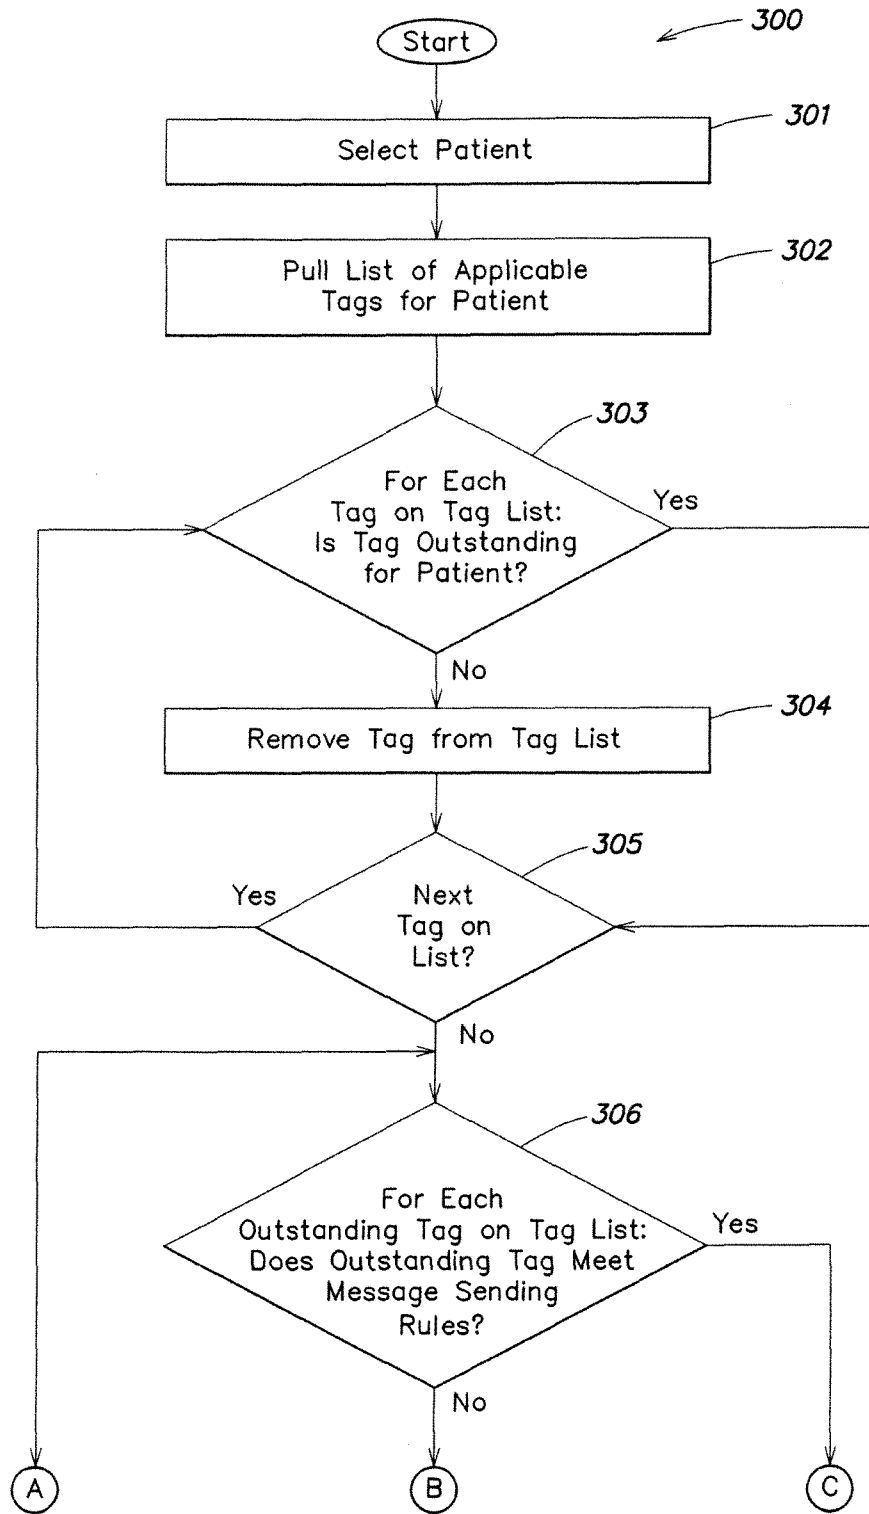 300
Start
301
Select Patient
302
Pull List of Applicable
Tags for Patient
303
For Each
Tag on Tag List:
Is Tag Outstanding
for Patient?
Yes
No
304
Remove Tag from Tag List
305
Yes
Next
Tag on
List?
No
306
For Each
Outstanding Tag on Tag List:
Does Outstanding Tag Meet
Message Sending
Rules?
Yes
No
A
B
C